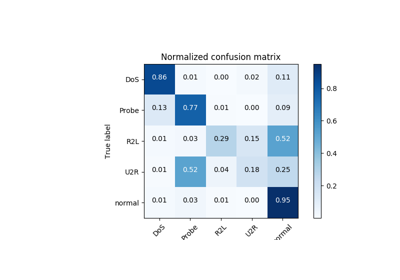 Normalized confusion matrix
DoS 0.86 0.01 0.00 0.02 0.11
Probe 0.13 0.77 0.01 0.00 0.09
R2L 0.01 0.03 0.29 0.15 0.52
U2R 0.01 0.52 0.04 0.18 0.25
normal 0.01 0.03 0.01 0.00 0.95
True label
DoS Probe R2L U2R ormal
0.8
0.6
0.4
0.2